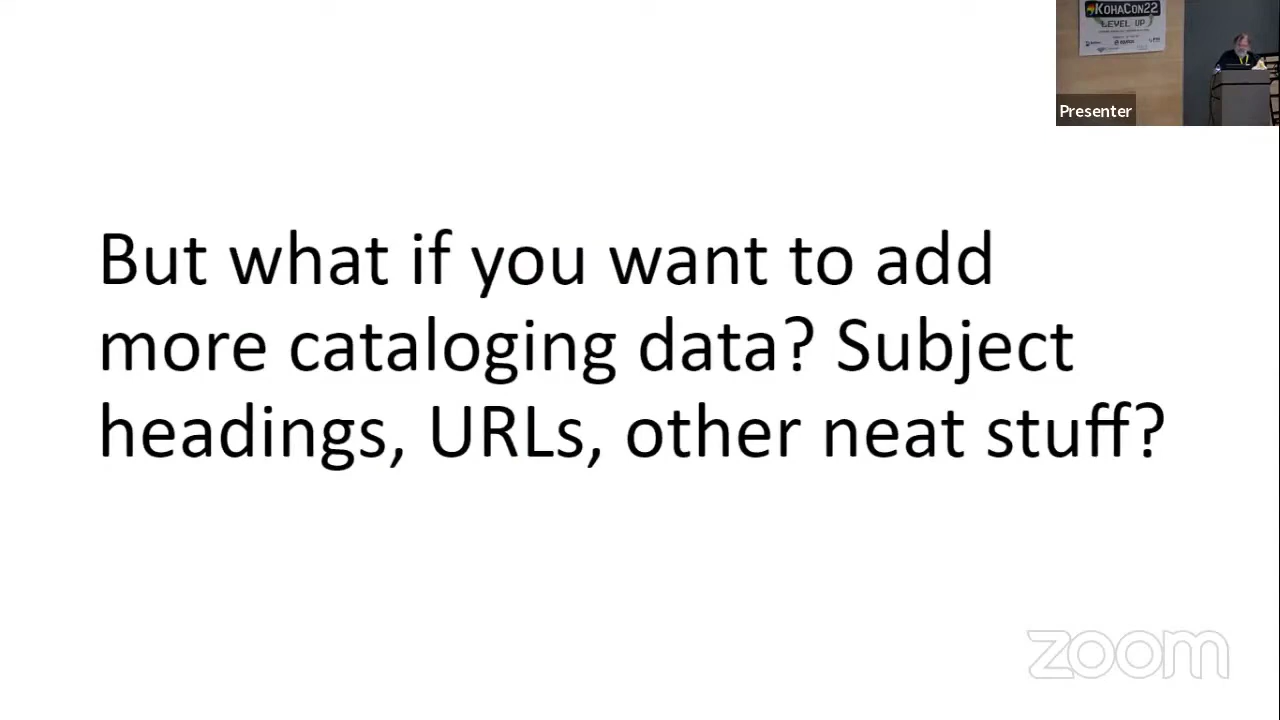 KOHACON22
LEVEL UP
Presenter
But what if you want to add
more cataloging data? Subject
headings, URLs, other neat stuff?
zoom